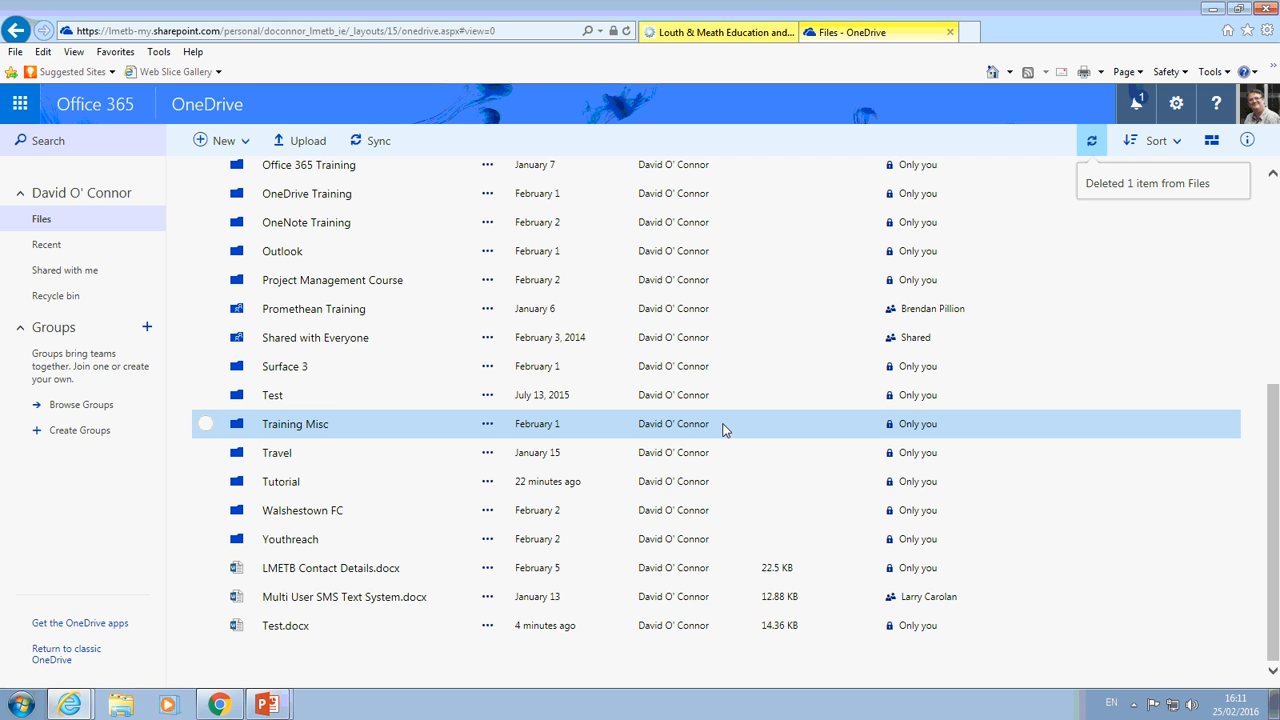 https://lmetb-my.sharepoint.com/personal/doconnor_lmetb_ie/_layouts/15/onedrive.aspx#view=0
Louth & Meath Education and...
Files - OneDrive
File Edit View Favorites Tools Help
Suggested Sites Web Slice Gallery
Page Safety Tools
Office 365 OneDrive 1 ?
Search
New Upload Sync Sort
Deleted 1 item from Files
David O' Connor
Files
Recent
Shared with me
Recycle bin
Groups +
Groups bring teams
together. Join one or create
your own.
Browse Groups
Create Groups
Get the OneDrive apps
Return to classic
OneDrive
Office 365 Training ... January 7 David O' Connor Only you
OneDrive Training ... February 1 David O' Connor Only you
OneNote Training ... February 2 David O' Connor Only you
Outlook ... February 1 David O' Connor Only you
Project Management Course ... February 2 David O' Connor Only you
Promethean Training ... January 6 David O' Connor Brendan Pillion
Shared with Everyone ... February 3, 2014 David O' Connor Shared
Surface 3 ... February 1 David O' Connor Only you
Test ... July 13, 2015 David O' Connor Only you
Training Misc ... February 1 David O' Connor Only you
Travel ... January 15 David O' Connor Only you
Tutorial ... 22 minutes ago David O' Connor Only you
Walshestown FC ... February 2 David O' Connor Only you
Youthreach ... February 2 David O' Connor Only you
LMETB Contact Details.docx ... February 5 David O' Connor 22.5 KB Only you
Multi User SMS Text System.docx ... January 13 David O' Connor 12.88 KB Larry Carolan
Test.docx ... 4 minutes ago David O' Connor 14.36 KB Only you
EN
16:11
25/02/2016